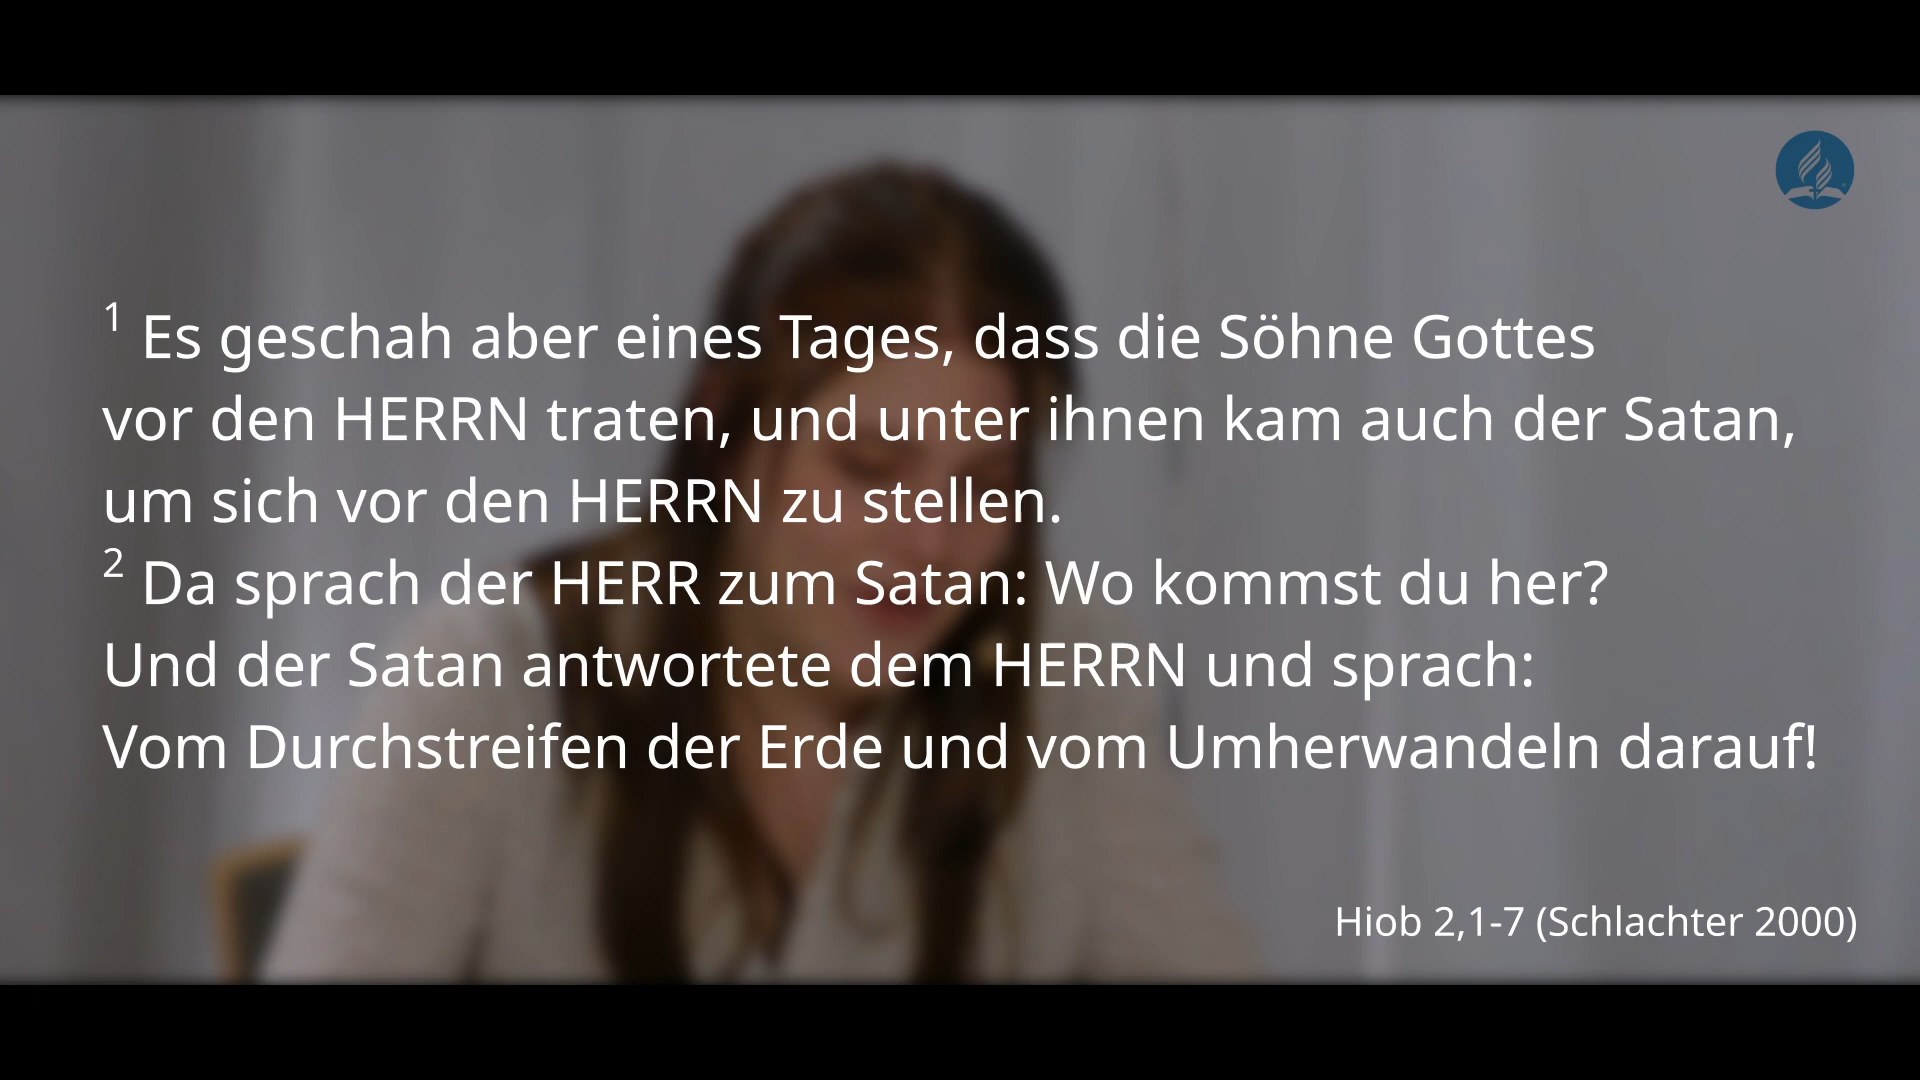 1 Es geschah aber eines Tages, dass die Söhne Gottes
vor den HERRN traten, und unter ihnen kam auch der Satan,
um sich vor den HERRN zu stellen.
2 Da sprach der HERR zum Satan: Wo kommst du her?
Und der Satan antwortete dem HERRN und sprach:
Vom Durchstreifen der Erde und vom Umherwandeln darauf!
Hiob 2,1-7 (Schlachter 2000)